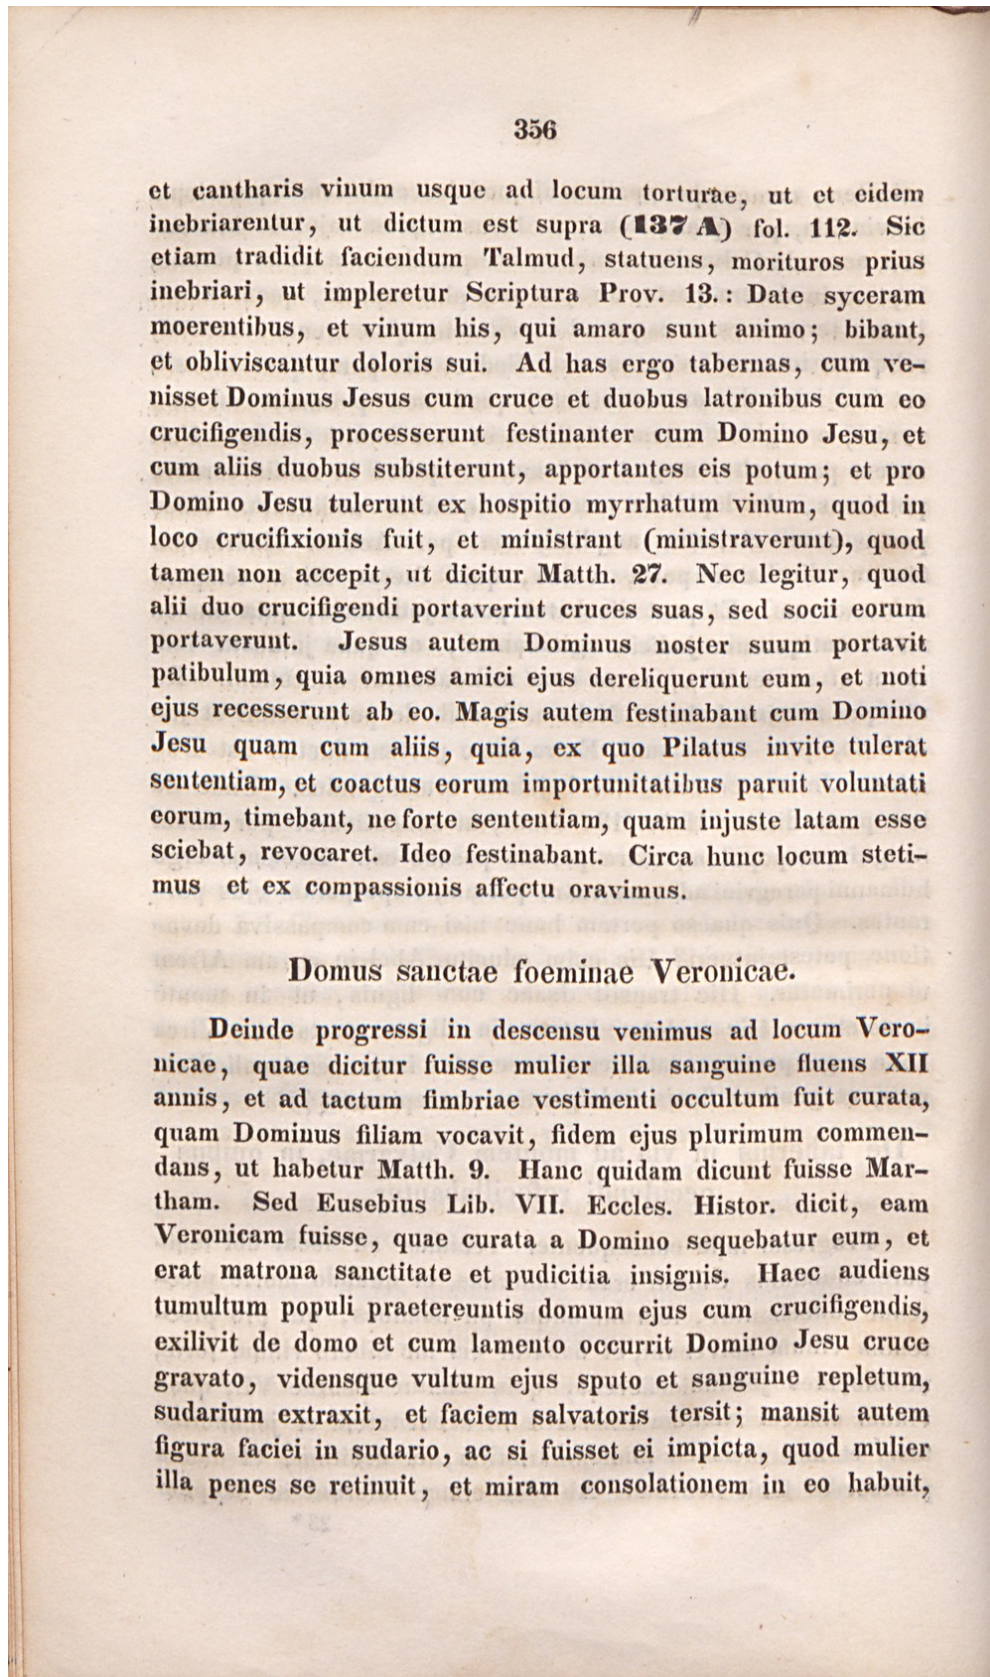 356
et cantharis vinum usque ad locum torturae, ut et eidem
inebriarentur, ut dictum est supra (137 A) fol. 112. Sic
etiam tradidit faciendum Talmud, statuens, morituros prius
inebriari, ut impleretur Scriptura Prov. 13.: Date syceram
moerentibus, et vinum his, qui amaro sunt animo; bibant,
et obliviscantur doloris sui. Ad has ergo tabernas, cum ve-
nisset Dominus Jesus cum cruce et duobus latronibus cum eo
crucifigendis, processerunt festinanter cum Domino Jesu, et
cum aliis duobus substiterunt, apportantes eis potum; et pro
Domino Jesu tulerunt ex hospitio myrrhatum vinum, quod in
loco crucifixionis fuit, et ministrant (ministraverunt), quod
tamen non accepit, ut dicitur Matth. 27. Nec legitur, quod
alii duo crucifigendi portaverint cruces suas, sed socii eorum
portaverunt. Jesus autem Dominus noster suum portavit
patibulum, quia omnes amici ejus dereliquerunt eum, et noti
ejus recesserunt ab eo. Magis autem festinabant cum Domino
Jesu quam cum aliis, quia, ex quo Pilatus invite tulerat
sententiam, et coactus eorum importunitatibus paruit voluntati
eorum, timebant, ne forte sententiam, quam injuste latam esse
sciebat, revocaret. Ideo festinabant. Circa hunc locum steti-
mus et ex compassionis affectu oravimus.
Domus sanctae foeminae Veronicae.
Deinde progressi in descensu venimus ad locum Vero-
nicae, quae dicitur fuisse mulier illa sanguine fluens XII
annis, et ad tactum fimbriae vestimenti occultum fuit curata,
quam Dominus filiam vocavit, fidem ejus plurimum commen-
dans, ut habetur Matth. 9. Hanc quidam dicunt fuisse Mar-
tham. Sed Eusebius Lib. VII. Eccles. Histor. dicit, eam
Veronicam fuisse, quae curata a Domino sequebatur eum, et
erat matrona sanctitate et pudicitia insignis. Haec audiens
tumultum populi praetereuntis domum ejus cum crucifigendis,
exilivit de domo et cum lamento occurrit Domino Jesu cruce
gravato, vidensque vultum ejus sputo et sanguine repletum,
sudarium extraxit, et faciem salvatoris tersit; mansit autem
figura faciei in sudario, ac si fuisset ei impicta, quod mulier
illa penes se retinuit, et miram consolationem in eo habuit,